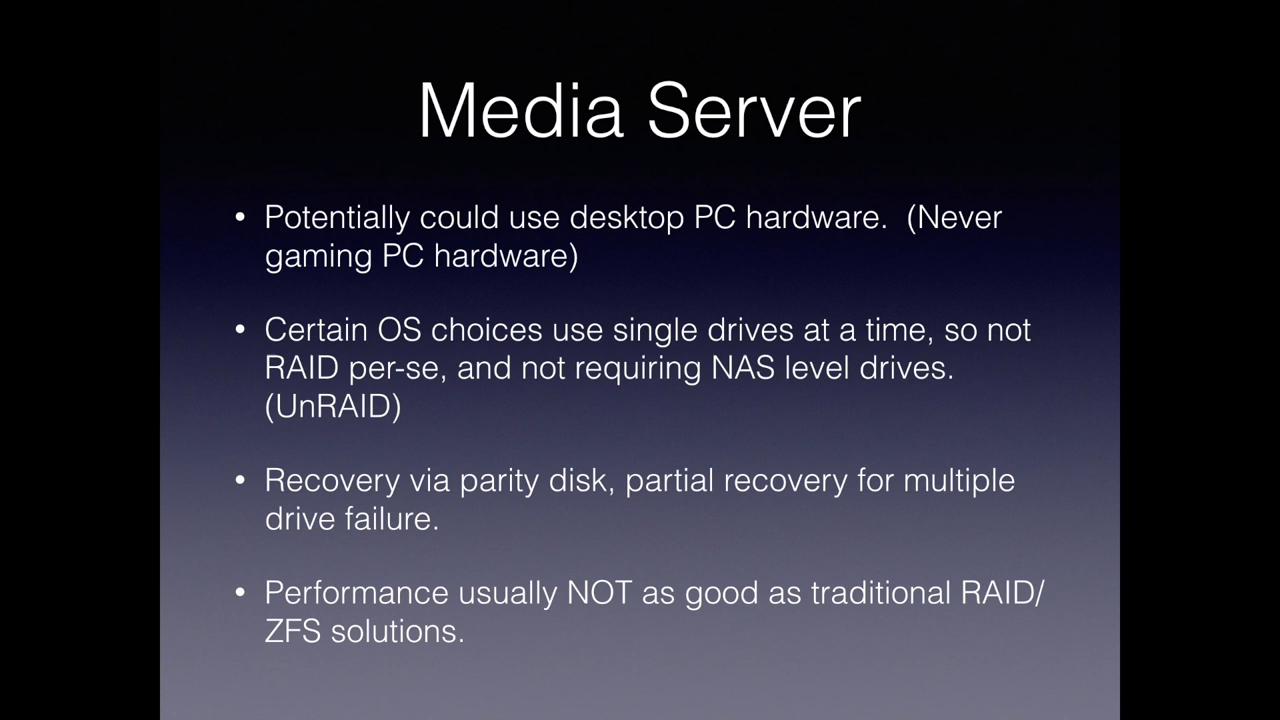 Media Server
• Potentially could use desktop PC hardware.  (Never
gaming PC hardware)
• Certain OS choices use single drives at a time, so not
RAID per-se, and not requiring NAS level drives.
(UnRAID)
• Recovery via parity disk, partial recovery for multiple
drive failure.
• Performance usually NOT as good as traditional RAID/
ZFS solutions.